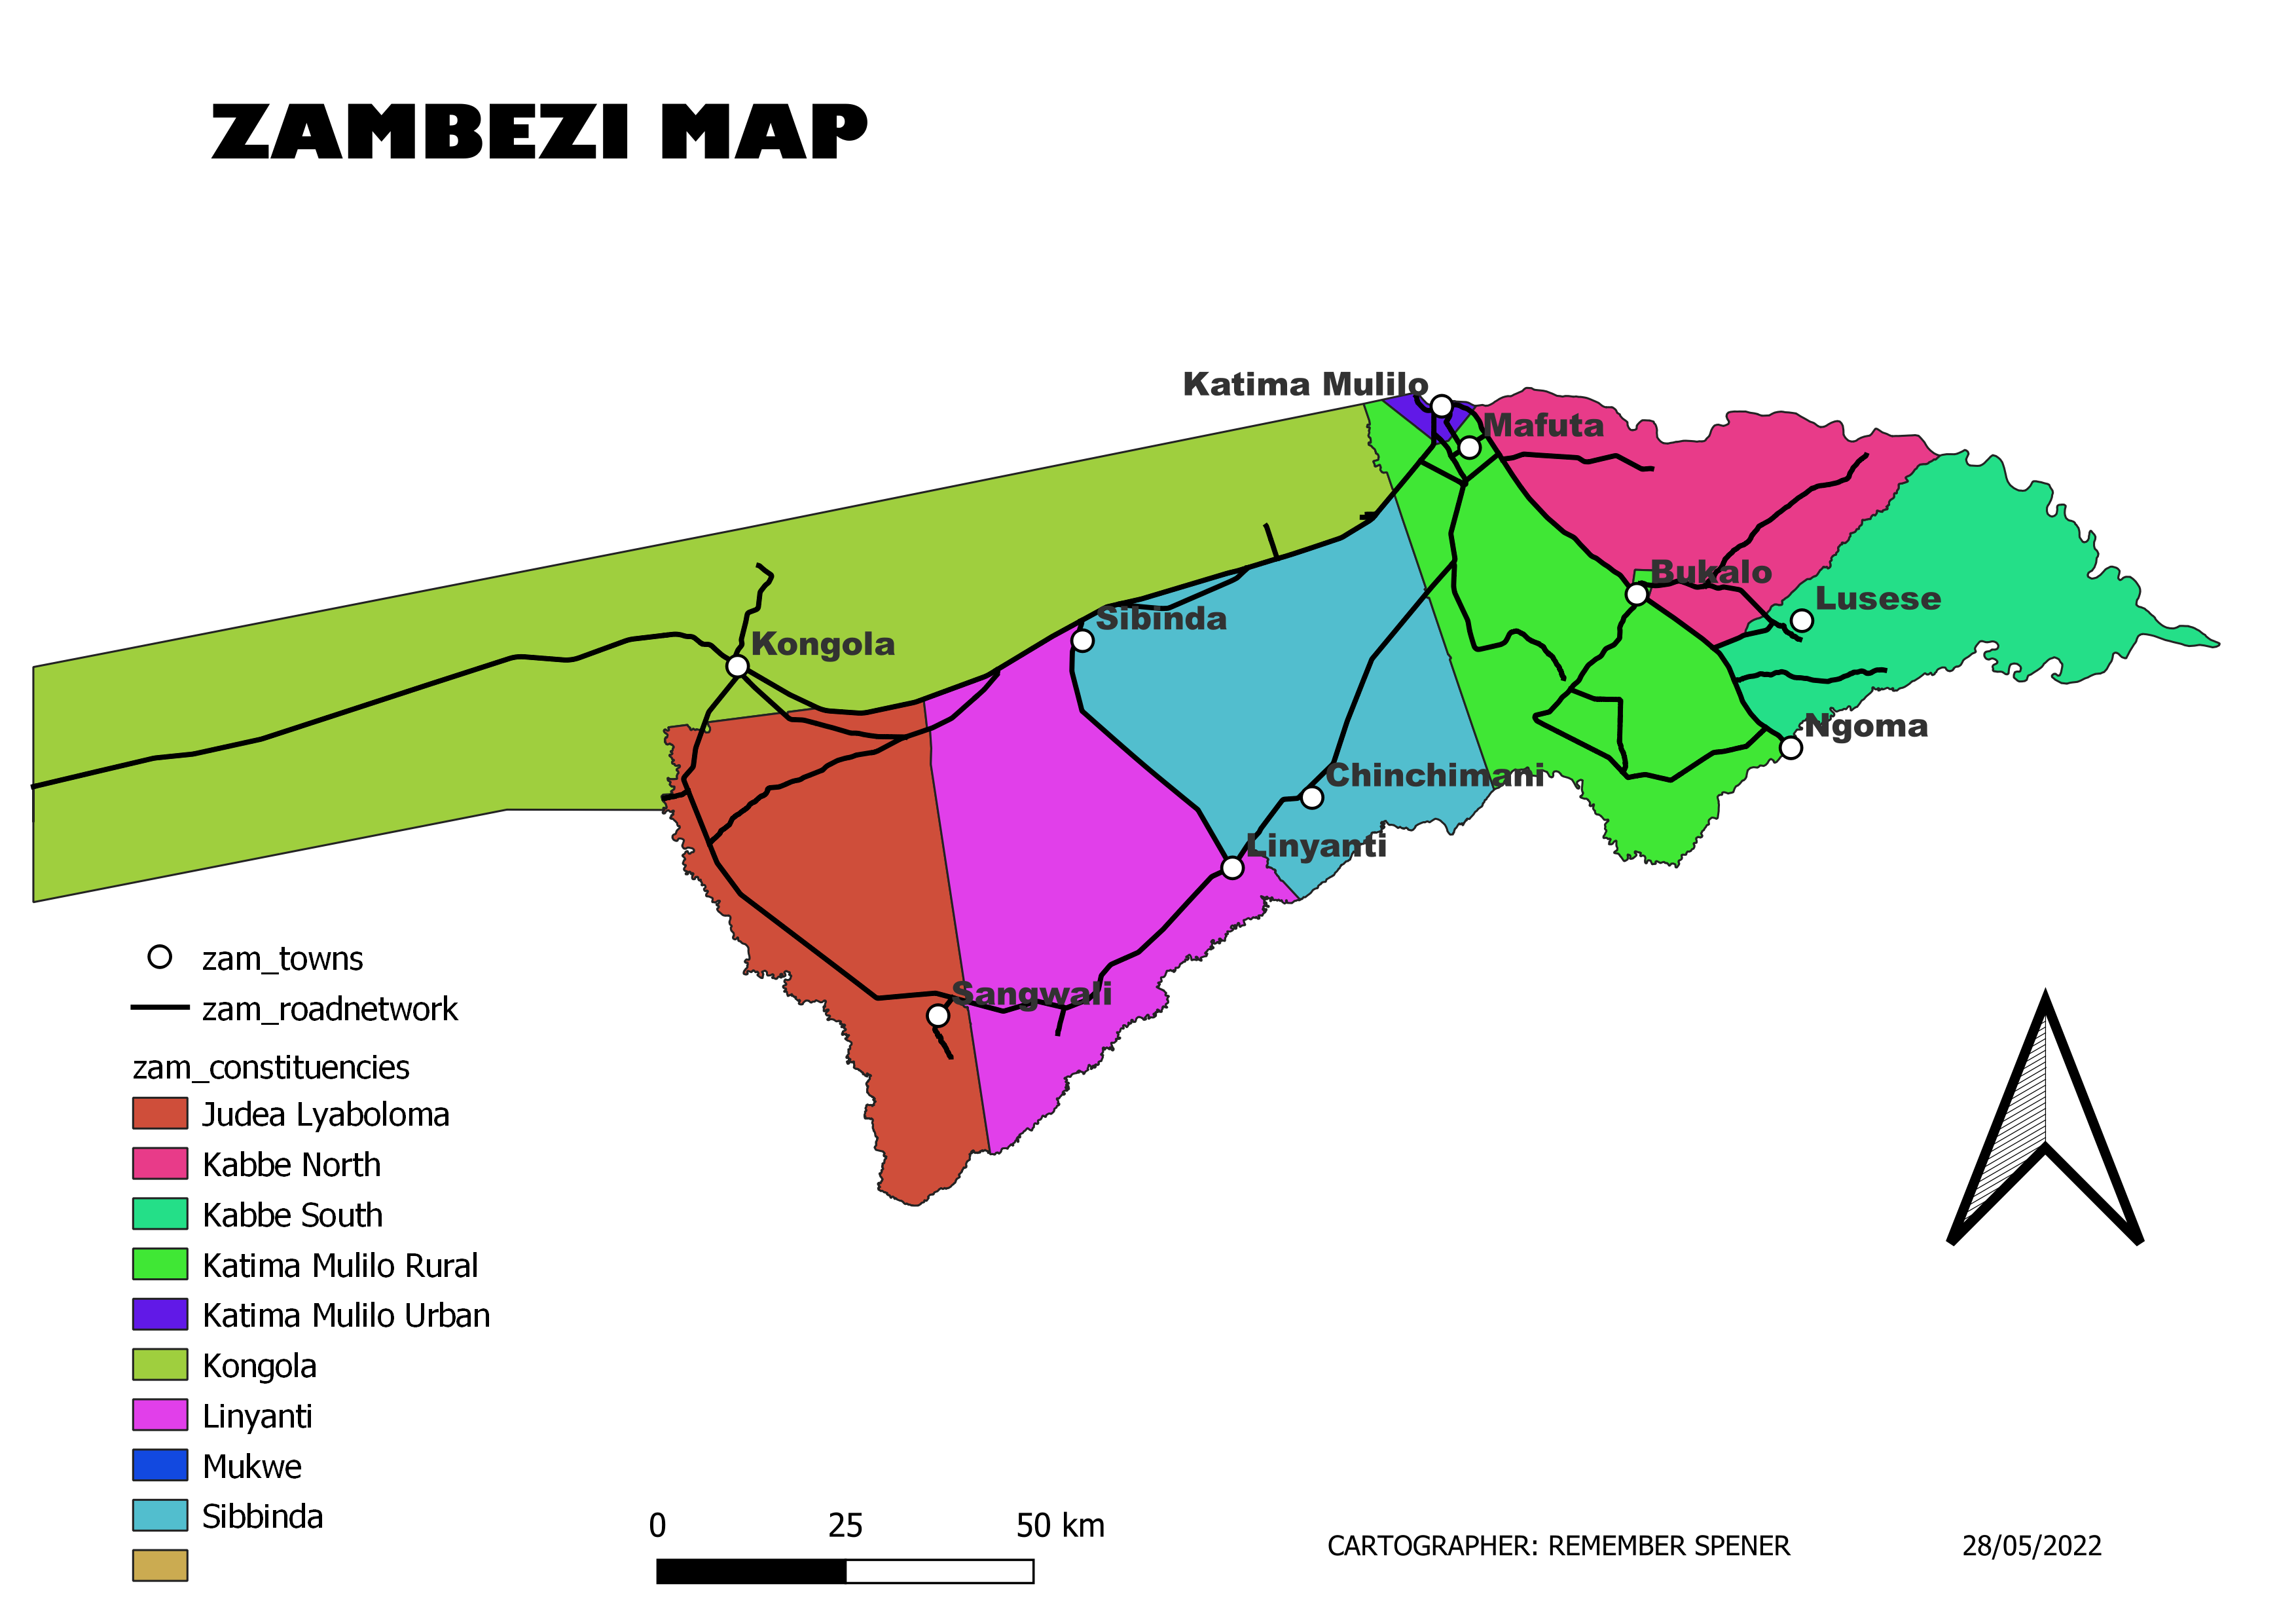 ZAMBEZI MAP
Katima Mulilo
Mafuta
Bukalo
Lusese
Sibinda
Kongola
Ngoma
Chinchimani
Linyanti
Sangwali
zam_towns
zam_roadnetwork
zam_constituencies
Judea Lyaboloma
Kabbe North
Kabbe South
Katima Mulilo Rural
Katima Mulilo Urban
Kongola
Linyanti
Mukwe
Sibbinda
0 25 50 km
CARTOGRAPHER: REMEMBER SPENER 28/05/2022